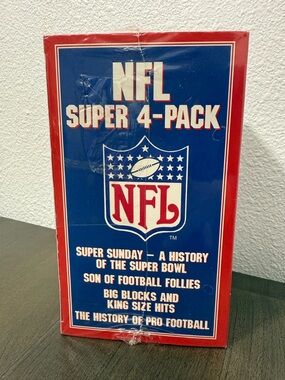 NFL
SUPER 4-PACK
NFL
TM
SUPER SUNDAY – A HISTORY
OF THE SUPER BOWL
SON OF FOOTBALL FOLLIES
BIG BLOCKS AND
KING SIZE HITS
THE HISTORY OF PRO FOOTBALL